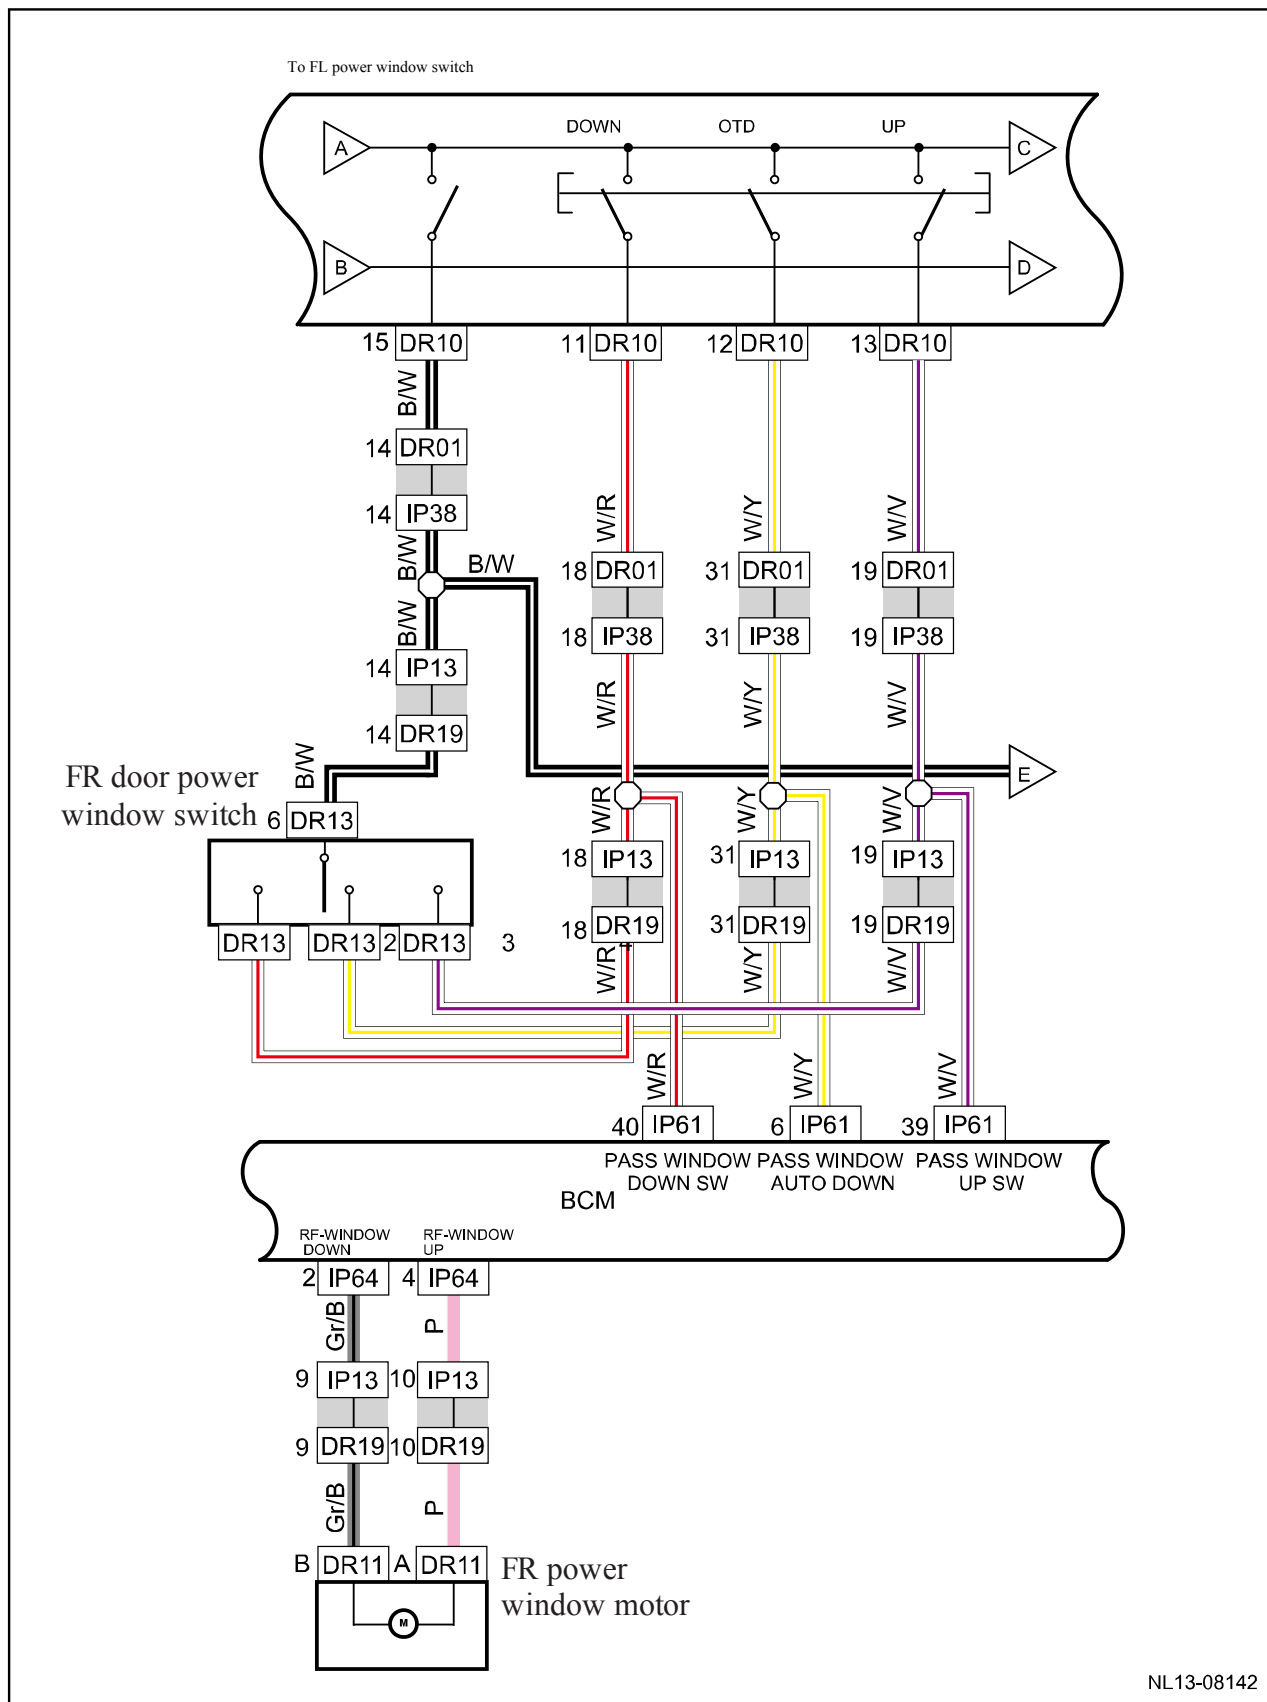 To FL power window switch
DOWN OTD UP
A C
B D
15 DR10 11 DR10 12 DR10 13 DR10
B/W
14 DR01
W/R W/Y W/V
14 IP38
B/W B/W
18 DR01 31 DR01 19 DR01
B/W
18 IP38 31 IP38 19 IP38
14 IP13
W/R W/Y W/V
14 DR19
FR door power
window switch
B/W
E
6 DR13
W/R W/Y W/V
18 IP13 31 IP13 19 IP13
18 DR19 31 DR19 19 DR19
DR13 DR13 2 DR13 3 4
W/R W/Y W/V
W/R W/Y W/V
40 IP61 6 IP61 39 IP61
PASS WINDOW DOWN SW
PASS WINDOW AUTO DOWN
PASS WINDOW UP SW
BCM
RF-WINDOW DOWN
RF-WINDOW UP
2 IP64 4 IP64
Gr/B P
9 IP13 10 IP13
9 DR19 10 DR19
Gr/B P
B DR11 A DR11
FR power
window motor
M
NL13-08142